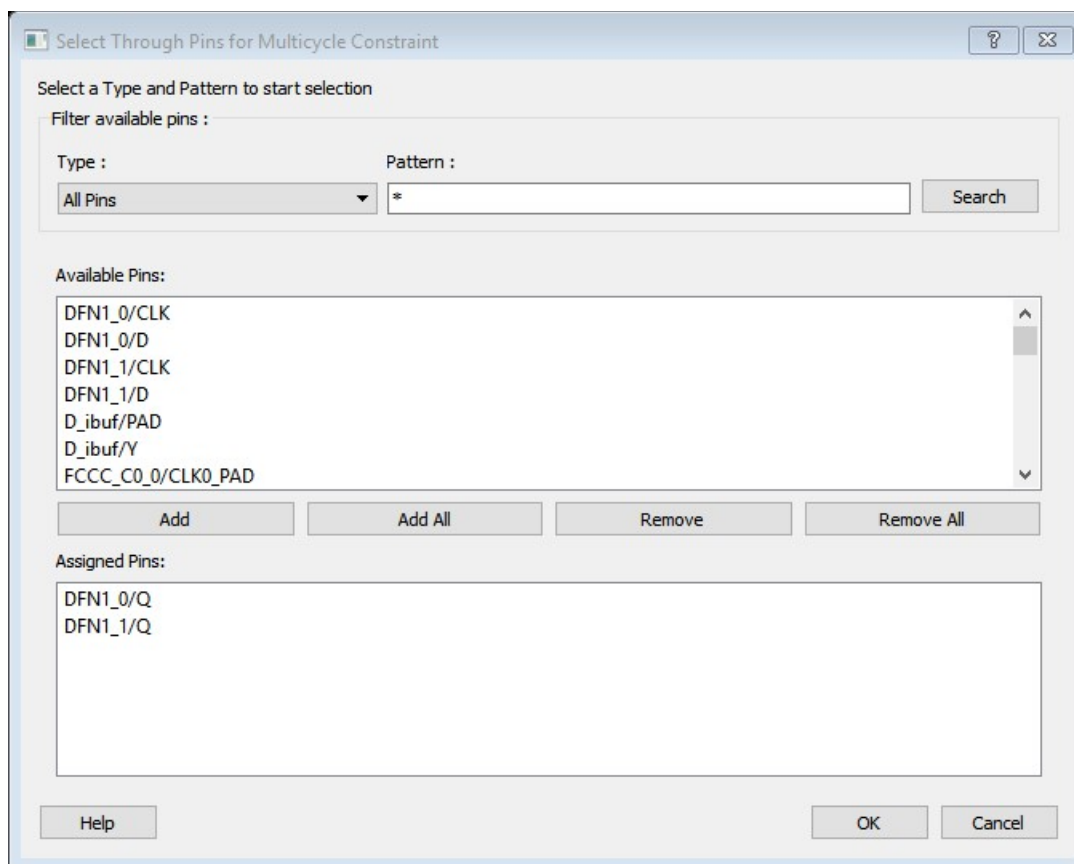 Select Through Pins for Multicycle Constraint
Select a Type and Pattern to start selection
Filter available pins :
Type :
Pattern :
All Pins
*
Search
Available Pins:
DFN1_0/CLK
DFN1_0/D
DFN1_1/CLK
DFN1_1/D
D_ibuf/PAD
D_ibuf/Y
FCCC_C0_0/CLK0_PAD
Add
Add All
Remove
Remove All
Assigned Pins:
DFN1_0/Q
DFN1_1/Q
Help
OK
Cancel